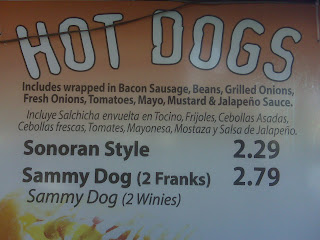 HOT DOGS
Includes wrapped in Bacon Sausage, Beans, Grilled Onions,
Fresh Onions, Tomatoes, Mayo, Mustard & Jalapeño Sauce.
Incluye Salchicha envuelta en Tocino, Frijoles, Cebollas Asadas,
Cebollas frescas, Tomates, Mayonesa, Mostaza y Salsa de Jalapeño.
Sonoran Style 2.29
Sammy Dog (2 Franks) 2.79
Sammy Dog (2 Winies)